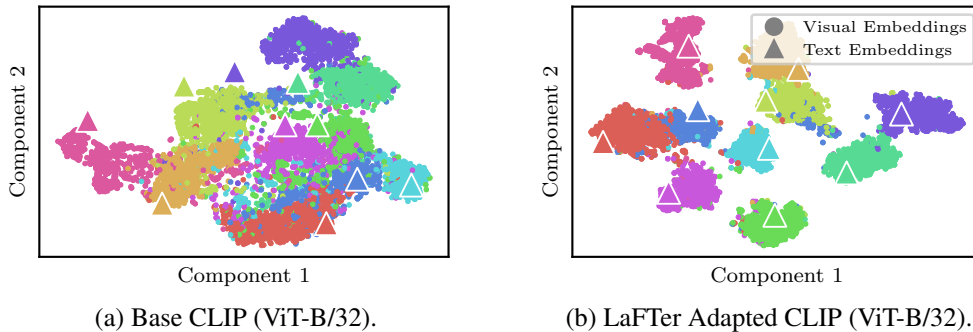 Component 2
Component 1
(a) Base CLIP (ViT-B/32).
Visual Embeddings
Text Embeddings
Component 2
Component 1
(b) LaFTer Adapted CLIP (ViT-B/32).